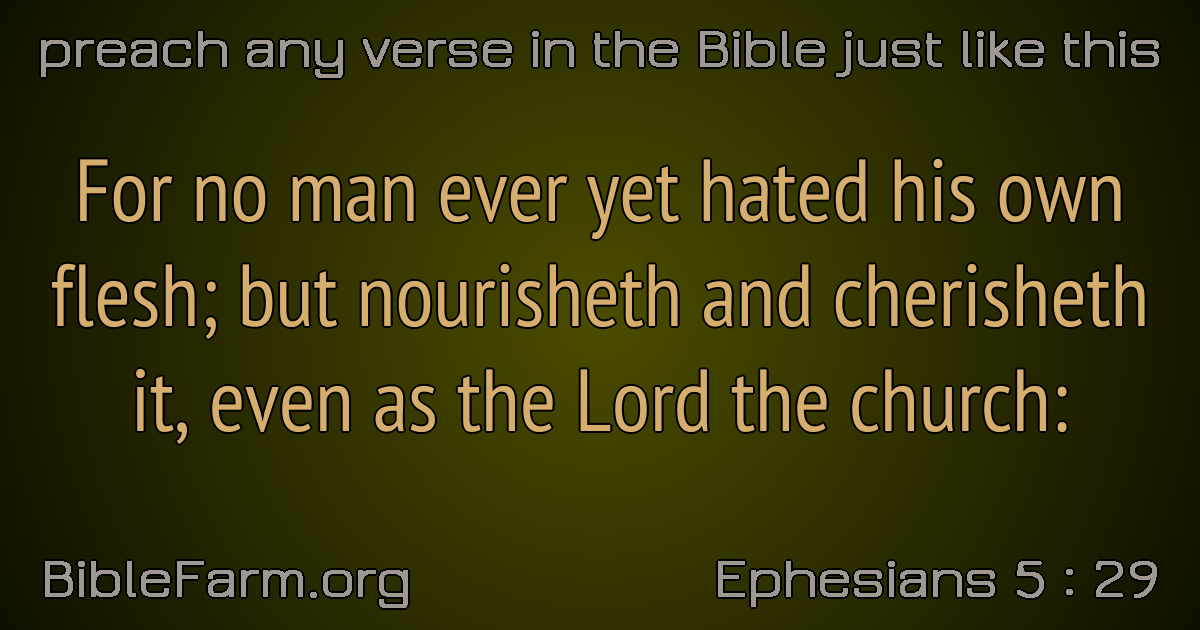 preach any verse in the Bible just like this
For no man ever yet hated his own
flesh; but nourisheth and cherisheth
it, even as the Lord the church:
BibleFarm.org
Ephesians 5 : 29